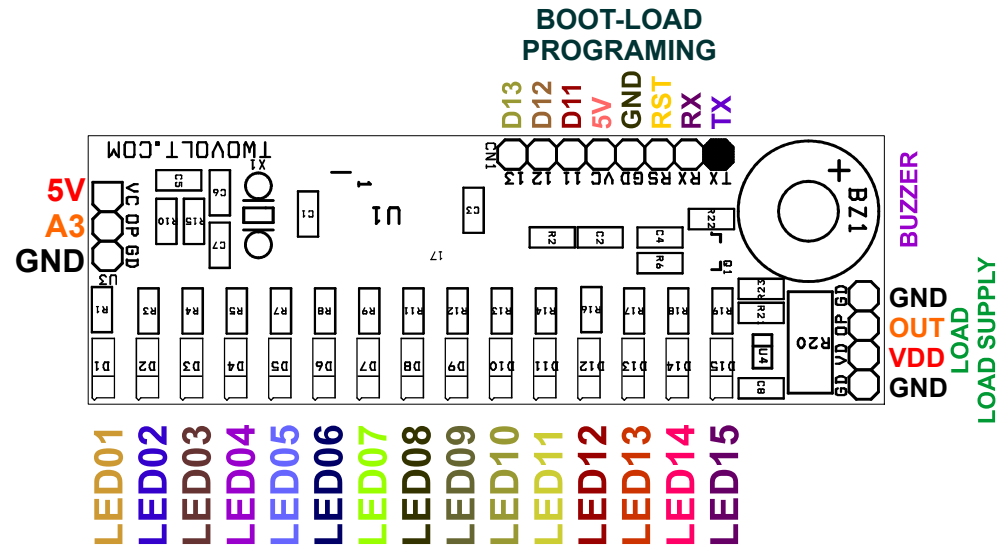 BOOT-LOAD
PROGRAMING
D13
D12
D11
5V
GND
RST
RX
TX
TWOVOLT.COM
CN1
13
12
11
VC
GD
RS
RX
TX
5V
A3
GND
VC
OP
GD
U3
C5
C6
X1
R10
R15
C7
C1
1
U1
C3
17
R2
C2
C4
R6
R22
Q1
BZ1
BUZZER
R1
R3
R4
R5
R7
R8
R9
R11
R12
R13
R14
R16
R17
R18
R19
R23
R21
R20
U4
C8
D1
D2
D3
D4
D5
D6
D7
D8
D9
D10
D11
D12
D13
D14
D15
GD
OP
VD
GD
GND
OUT
VDD
GND
LOAD
LOAD SUPPLY
LED01
LED02
LED03
LED04
LED05
LED06
LED07
LED08
LED09
LED10
LED11
LED12
LED13
LED14
LED15